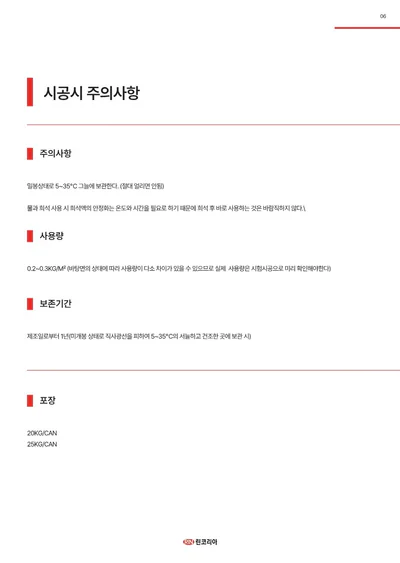 06
시공시 주의사항
주의사항
밀봉상태로 5~35°C 그늘에 보관한다. (절대 얼리면 안됨)
물과 희석 사용 시 희석액의 안정화는 온도와 시간을 필요로 하기 때문에 희석 후 바로 사용하는 것은 바람직하지 않다.\
사용량
0.2~0.3KG/M² (바탕면의 상태에 따라 사용량이 다소 차이가 있을 수 있으므로 실제 사용량은 시험시공으로 미리 확인해야한다)
보존기간
제조일로부터 1년(미개봉 상태로 직사광선을 피하여 5~35°C의 서늘하고 건조한 곳에 보관 시)
포장
20KG/CAN
25KG/CAN
린코리아